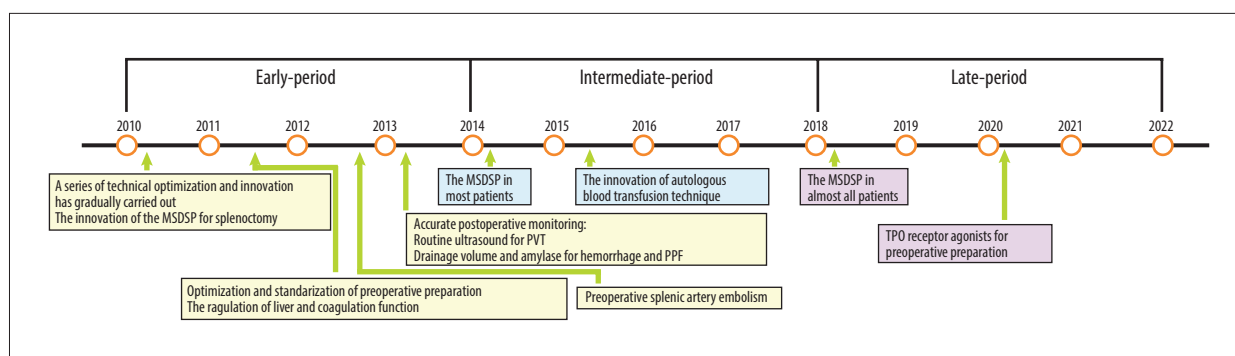 Early-period
Intermediate-period
Late-period
2010
2011
2012
2013
2014
2015
2016
2017
2018
2019
2020
2021
2022
A series of technical optimization and innovation
has gradually carried out
The innovation of the MSDSP for splenoctomy
The MSDSP in
most patients
The innovation of autologous
blood transfusion technique
The MSDSP in
almost all patients
Accurate postoperative monitoring:
Routine ultrasound for PVT
Drainage volume and amylase for hemorrhage and PPF
TPO receptor agonists for
preoperative preparation
Optimization and standarization of preoperative preparation
The ragulation of liver and coagulation function
Preoperative splenic artery embolism